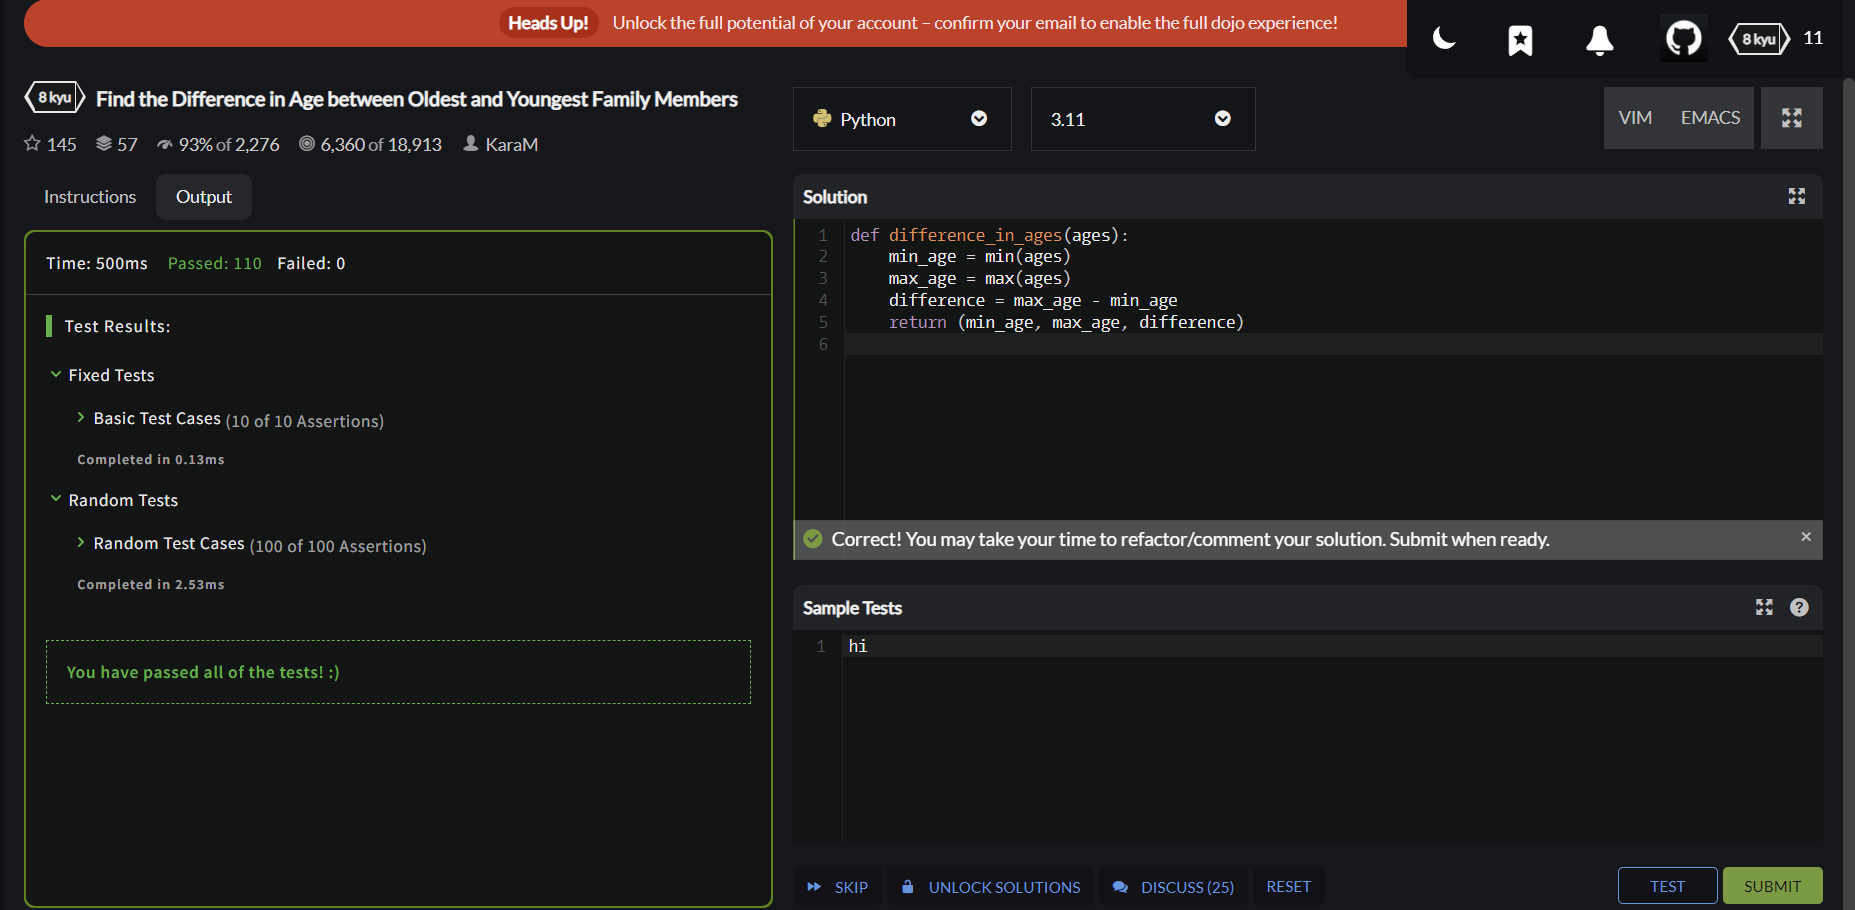 Heads Up! Unlock the full potential of your account – confirm your email to enable the full dojo experience!
8 kyu 11
8 kyu Find the Difference in Age between Oldest and Youngest Family Members
145 57 93% of 2,276 6,360 of 18,913 KaraM
Python 3.11 VIM EMACS
Instructions Output
Time: 500ms Passed: 110 Failed: 0
Test Results:
Fixed Tests
Basic Test Cases (10 of 10 Assertions)
Completed in 0.13ms
Random Tests
Random Test Cases (100 of 100 Assertions)
Completed in 2.53ms
You have passed all of the tests! :)
Solution
1 def difference_in_ages(ages):
2     min_age = min(ages)
3     max_age = max(ages)
4     difference = max_age - min_age
5     return (min_age, max_age, difference)
6
Correct! You may take your time to refactor/comment your solution. Submit when ready. ×
Sample Tests ?
1 hi
SKIP UNLOCK SOLUTIONS DISCUSS (25) RESET TEST SUBMIT